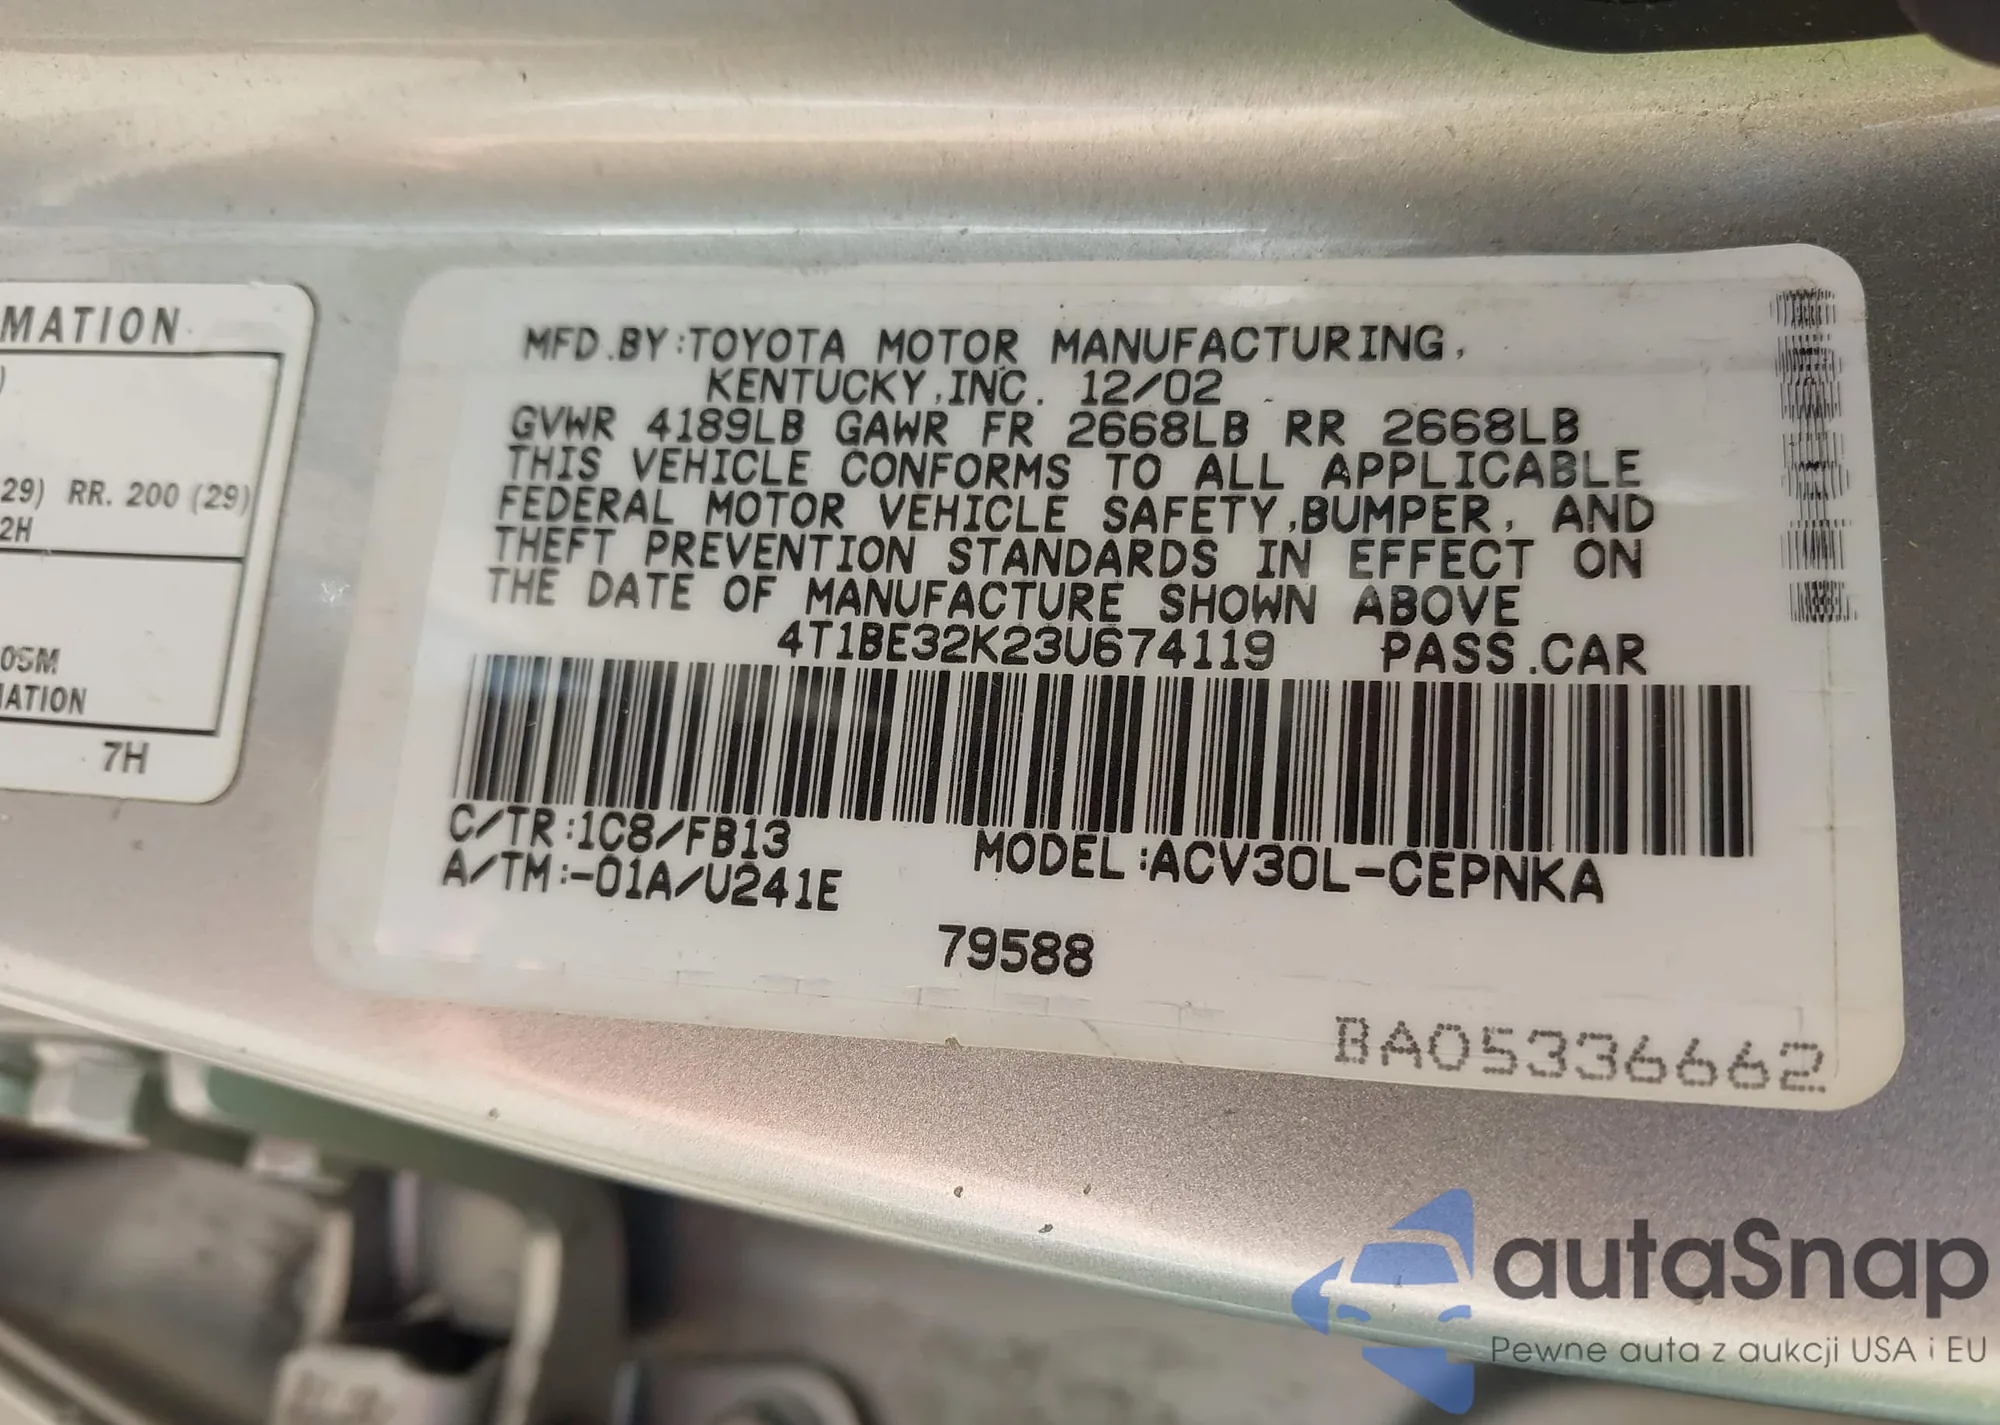 MATION
)
29) RR. 200 (29)
2H
05M
MATION
7H
MFD.BY:TOYOTA MOTOR MANUFACTURING,
KENTUCKY,INC. 12/02
GVWR 4189LB GAWR FR 2668LB RR 2668LB
THIS VEHICLE CONFORMS TO ALL APPLICABLE
FEDERAL MOTOR VEHICLE SAFETY,BUMPER, AND
THEFT PREVENTION STANDARDS IN EFFECT ON
THE DATE OF MANUFACTURE SHOWN ABOVE
4T1BE32K23U674119 PASS.CAR
C/TR:1C8/FB13
A/TM:-01A/U241E
MODEL:ACV30L-CEPNKA
79588
BA05336662
autaSnap
Pewne auta z aukcji USA i EU